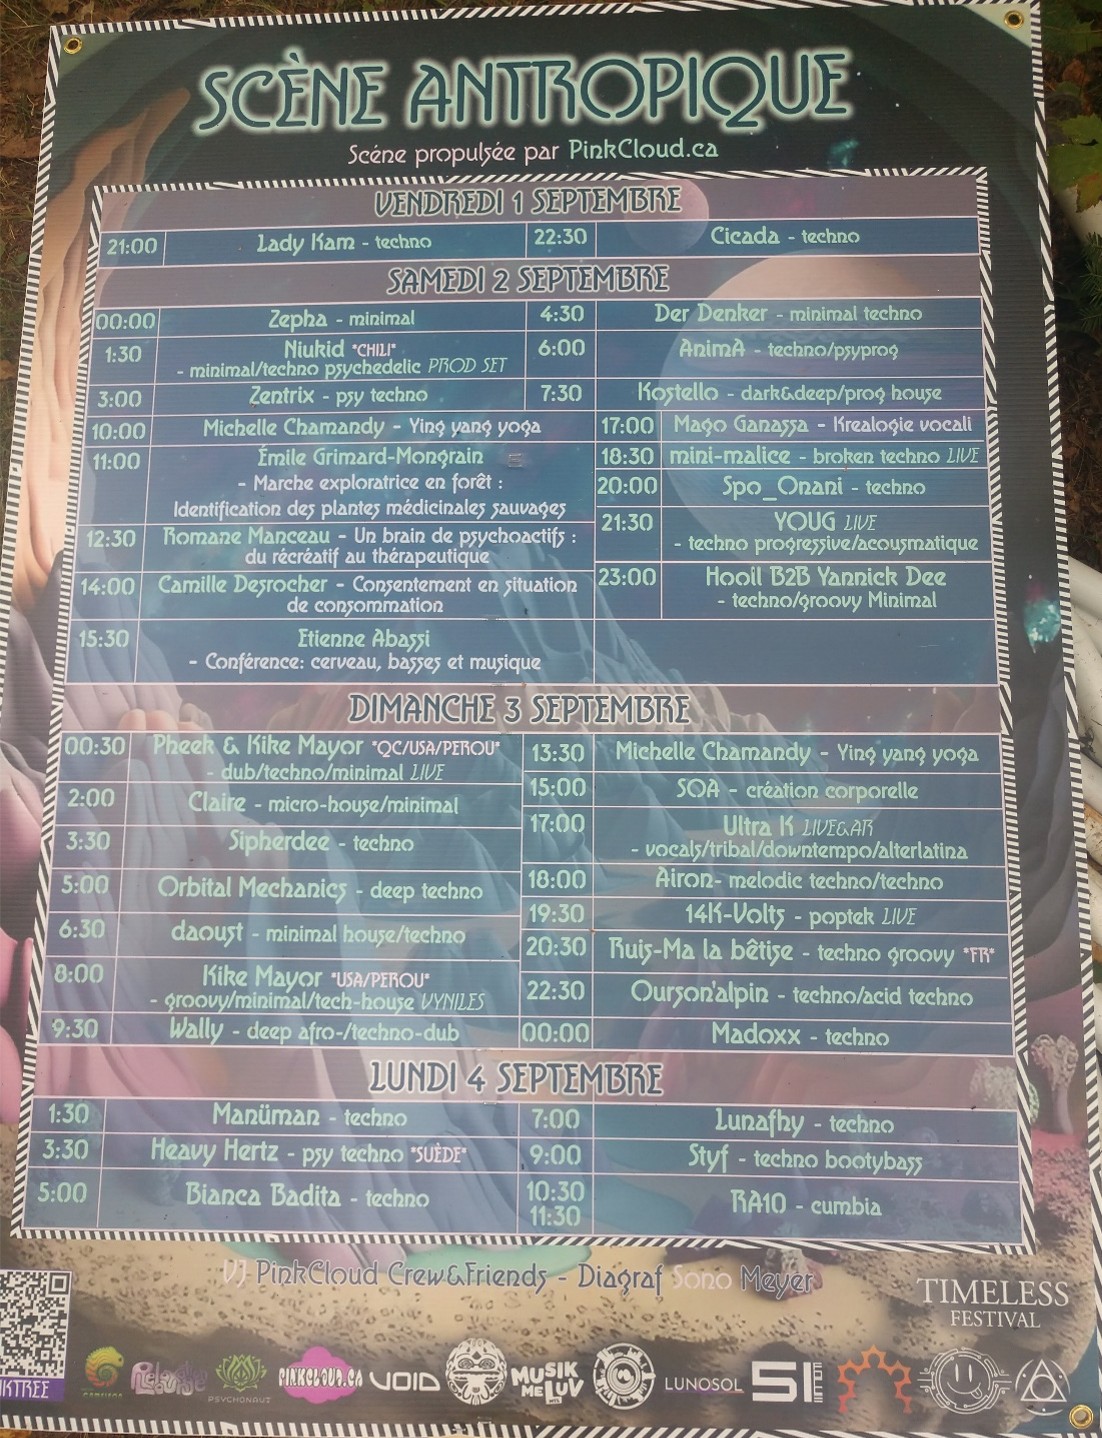 SCÈNE ANTROPIQUE
Scéne propulsée par PinkCloud.ca
VENDREDI 1 SEPTEMBRE
21:00 Lady Kam - techno
22:30 Cicada - techno
SAMEDI 2 SEPTEMBRE
00:00 Zepha - minimal
1:30 Niukid *CHILI*
- minimal/techno psychedelic PROD SET
3:00 Zentrix - psy techno
4:30 Der Denker - minimal techno
6:00 AnimA - techno/psyprog
7:30 Kostello - dark&deep/prog house
10:00 Michelle Chamandy - Ying yang yoga
11:00 Émile Grimard-Mongrain
- Marche exploratrice en forêt :
Identification des plantes médicinales sauvages
12:30 Romane Manceau - Un brain de psychoactifs :
du récréatif au thérapeutique
14:00 Camille Desrocher - Consentement en situation
de consommation
15:30 Etienne Abassi
- Conférence: cerveau, basses et musique
17:00 Mago Ganassa - Krealogie vocali
18:30 mini-malice - broken techno LIVE
20:00 Spo_Onani - techno
21:30 YOUG LIVE
- techno progressive/acousmatique
23:00 Hooil B2B Yannick Dee
- techno/groovy Minimal
DIMANCHE 3 SEPTEMBRE
00:30 Pheek & Kike Mayor *QC/USA/PEROU*
- dub/techno/minimal LIVE
2:00 Claire - micro-house/minimal
3:30 Sipherdee - techno
5:00 Orbital Mechanics - deep techno
6:30 daoust - minimal house/techno
8:00 Kike Mayor *USA/PEROU*
- groovy/minimal/tech-house VYNILES
9:30 Wally - deep afro-/techno-dub
13:30 Michelle Chamandy - Ying yang yoga
15:00 SOA - création corporelle
17:00 Ultra K LIVE&AR
- vocals/tribal/downtempo/alterlatina
18:00 Airon- melodic techno/techno
19:30 14K-Volts - poptek LIVE
20:30 Ruis-Ma la bêtise - techno groovy *FR*
22:30 Ourson'alpin - techno/acid techno
00:00 Madoxx - techno
LUNDI 4 SEPTEMBRE
1:30 Manüman - techno
3:30 Heavy Hertz - psy techno *SUÈDE*
5:00 Bianca Badita - techno
7:00 Lunafhy - techno
9:00 Styf - techno bootybass
10:30
11:30 RA10 - cumbia
VJ PinkCloud Crew&Friends - Diagraf Sono Meyer
TIMELESS
FESTIVAL
KTREE
PSYCHONAUT
PINKCLOUD.CA
VOID
MUSIK
ME LUV
LUNOSOL